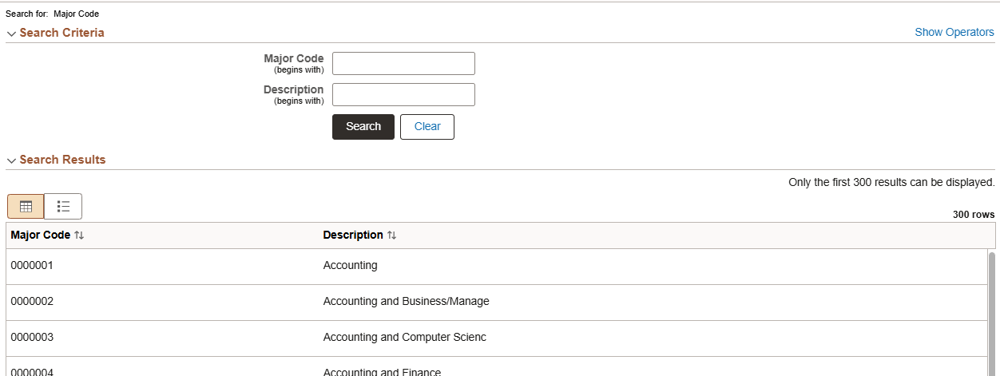 Search for: Major Code
Search Criteria
Show Operators
Major Code
(begins with)
Description
(begins with)
Search Clear
Search Results
Only the first 300 results can be displayed.
300 rows
Major Code Description
0000001 Accounting
0000002 Accounting and Business/Manage
0000003 Accounting and Computer Scienc
0000004 Accounting and Finance